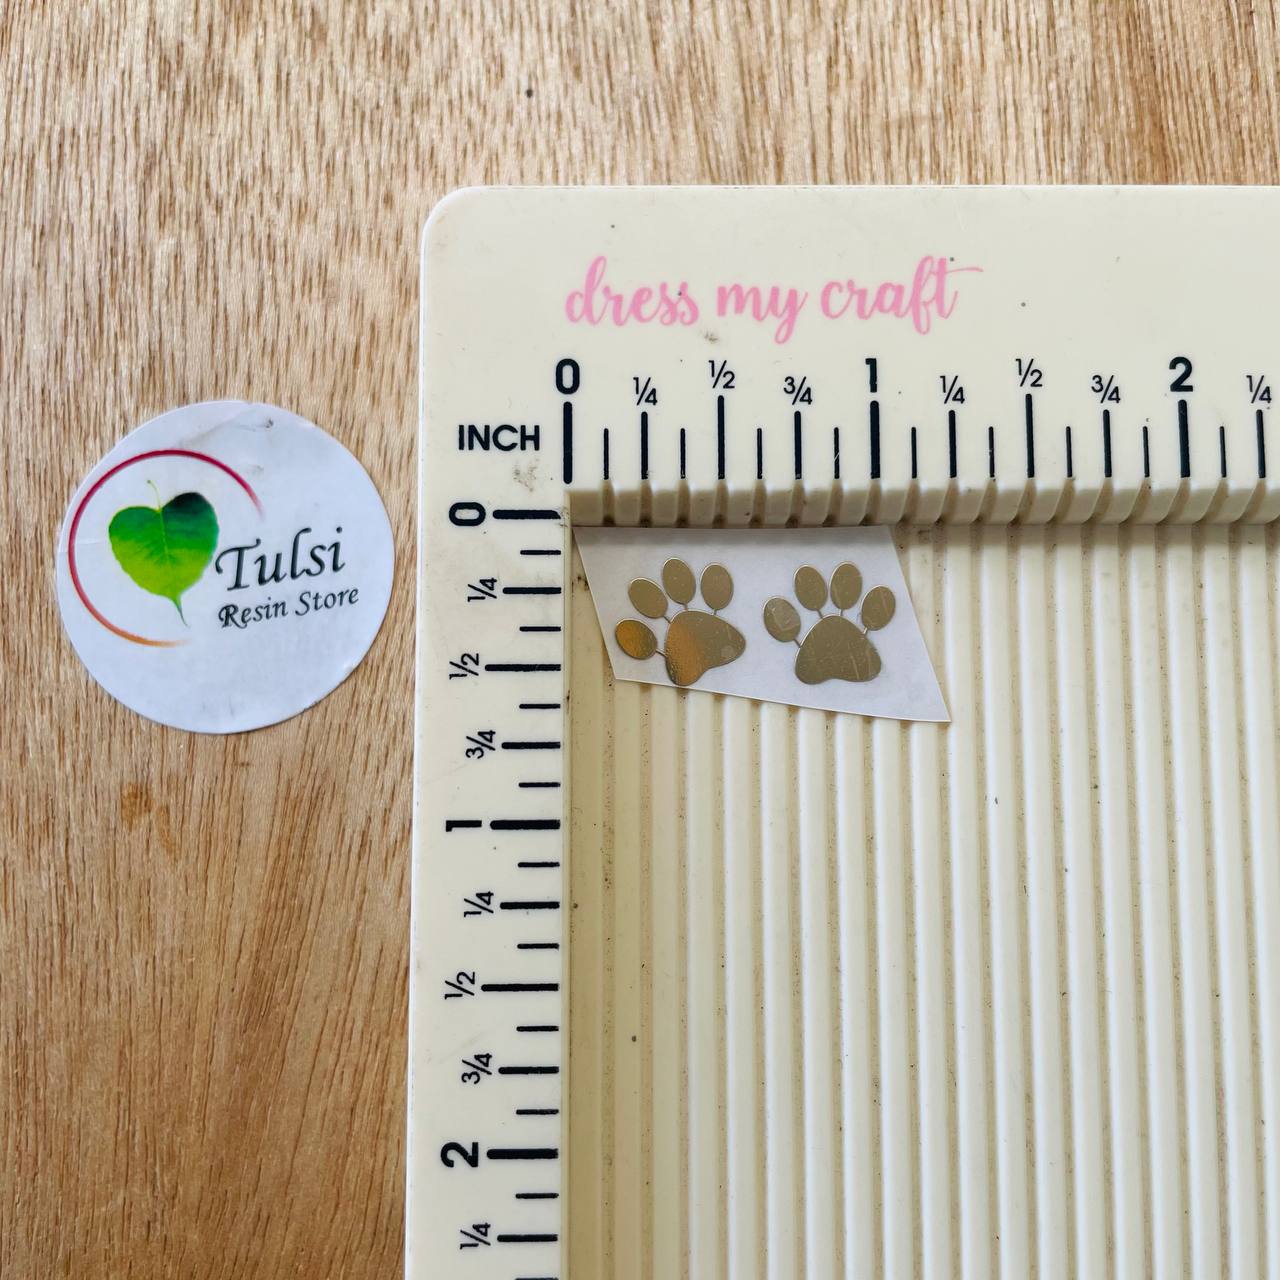 dress my craft
0 ¼ ½ ¾ 1 ¼ ½ ¾ 2 ¼
INCH
0
¼
½
¾
1
¼
½
¾
2
¼
Tulsi
Resin Store